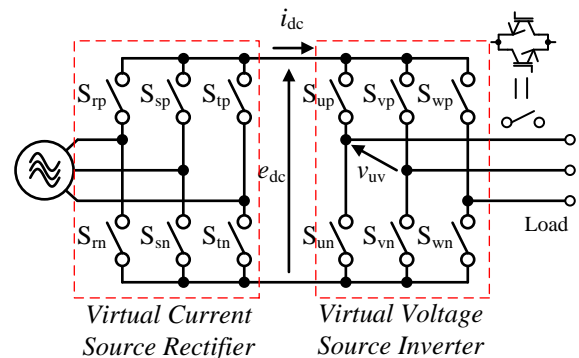 i_dc
S_rp S_sp S_tp S_up S_vp S_wp
e_dc v_uv
S_rn S_sn S_tn S_un S_vn S_wn Load
Virtual Current Virtual Voltage
Source Rectifier Source Inverter